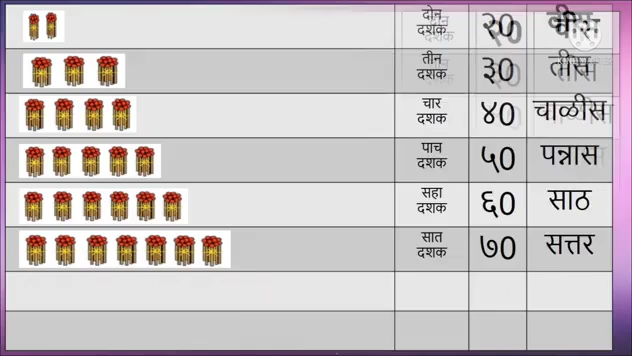 दोन दशक २० वीस
तीन दशक ३० तीस
चार दशक ४० चाळीस
पाच दशक ५० पन्नास
सहा दशक ६० साठ
सात दशक ७० सत्तर